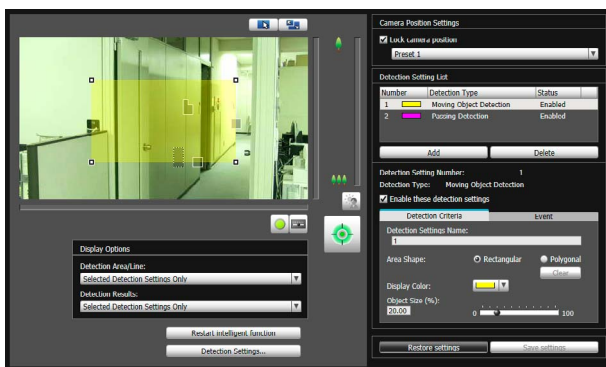 Camera Position Settings
Lock camera position
Preset 1
Detection Setting List
Number Detection Type Status
1 Moving Object Detection Enabled
2 Passing Detection Enabled
Add Delete
Detection Setting Number: 1
Detection Type: Moving Object Detection
Enable these detection settings
Detection Criteria Event
Detection Settings Name:
1
Area Shape: Rectangular Polygonal
Clear
Display Color:
Object Size (%):
20.00 0 100
Restore settings Save settings
Display Options
Detection Area/Line:
Selected Detection Settings Only
Detection Results:
Selected Detection Settings Only
Restart intelligent function
Detection Settings...